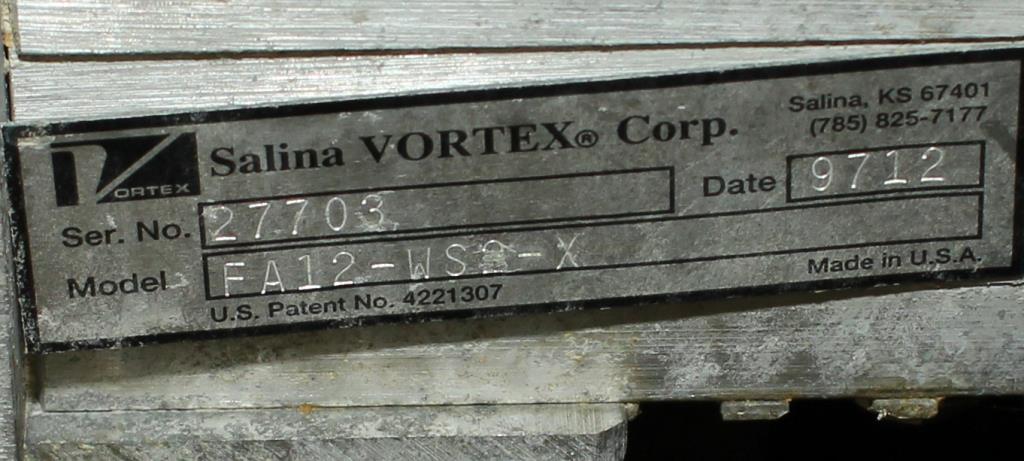 VORTEX
Salina VORTEX® Corp.
Salina, KS 67401
(785) 825-7177
Ser. No. 27703
Date 9712
Model
U.S. Patent No. 4221307
Made in U.S.A.